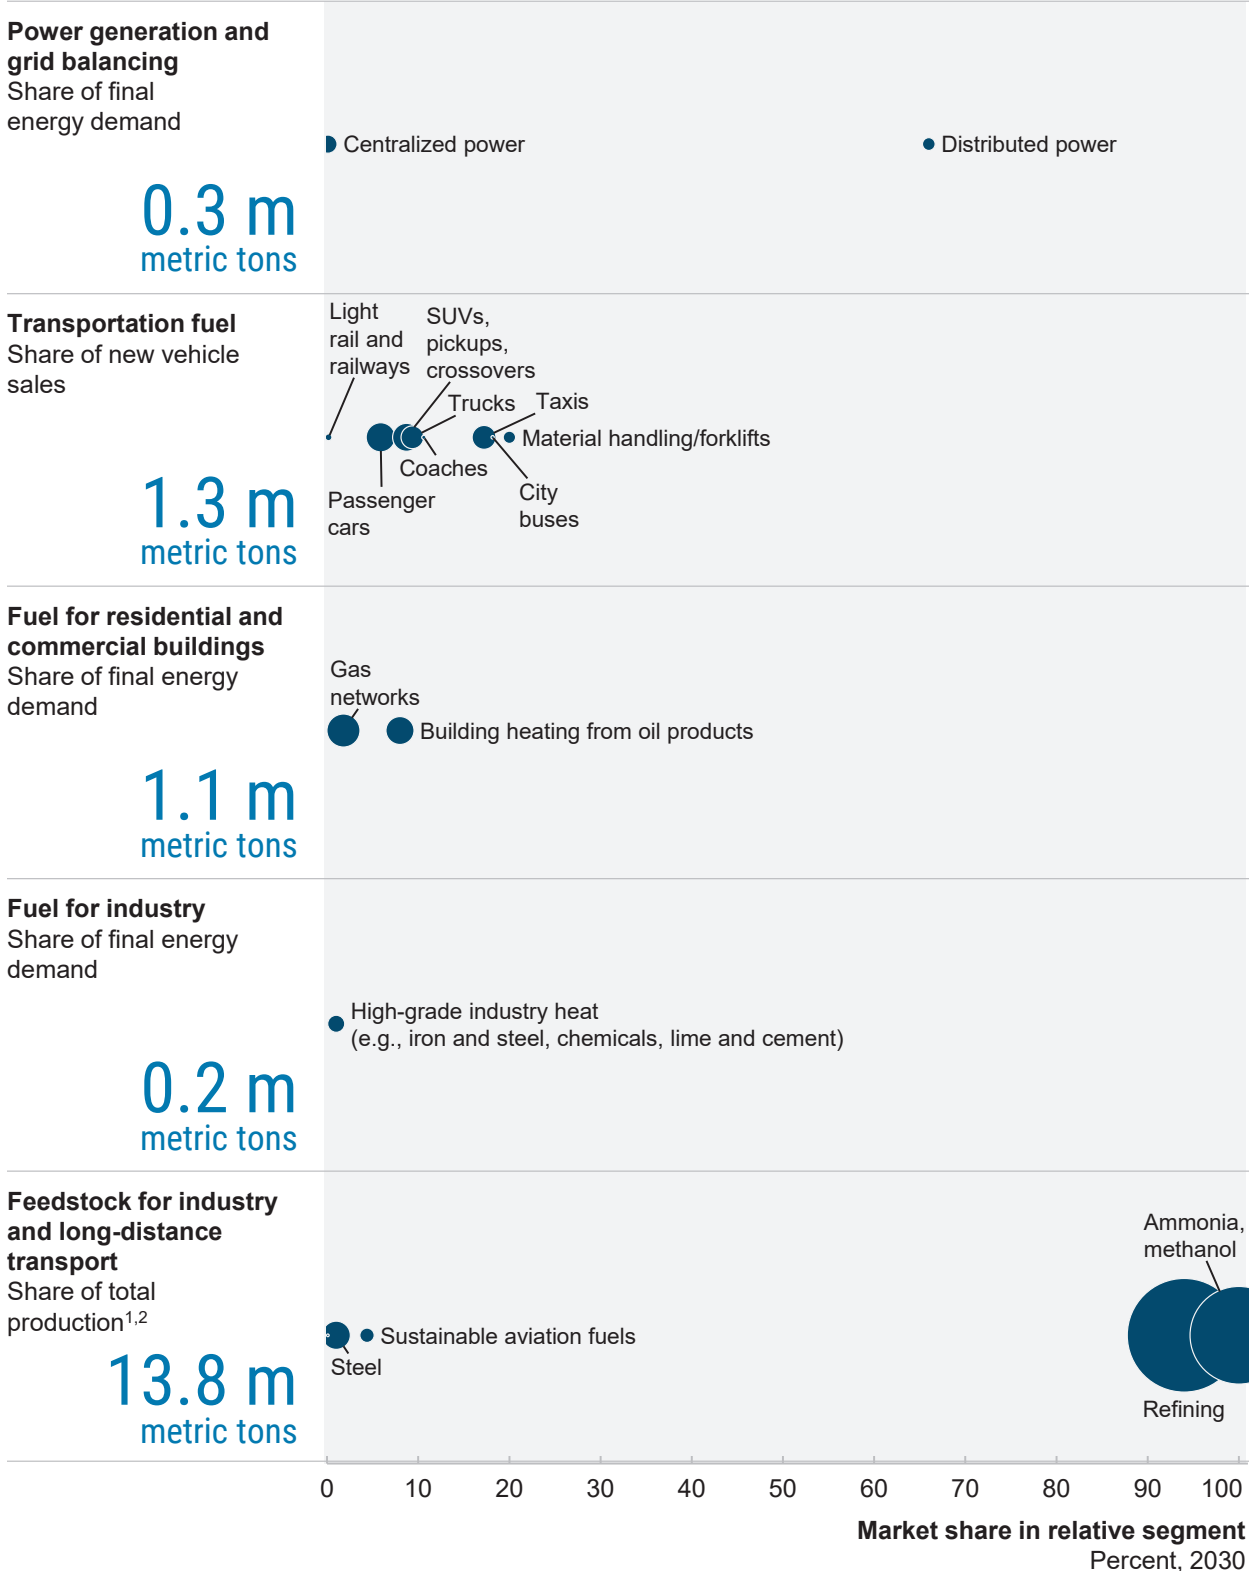 Power generation and
grid balancing
Share of final
energy demand
0.3 m
metric tons
Centralized power
Distributed power
Transportation fuel
Share of new vehicle
sales
1.3 m
metric tons
Light
rail and
railways
SUVs,
pickups,
crossovers
Trucks
Taxis
Material handling/forklifts
Coaches
Passenger
cars
City
buses
Fuel for residential and
commercial buildings
Share of final energy
demand
1.1 m
metric tons
Gas
networks
Building heating from oil products
Fuel for industry
Share of final energy
demand
0.2 m
metric tons
High-grade industry heat
(e.g., iron and steel, chemicals, lime and cement)
Feedstock for industry
and long-distance
transport
Share of total
production1,2
13.8 m
metric tons
Steel
Sustainable aviation fuels
Ammonia,
methanol
Refining
0 10 20 30 40 50 60 70 80 90 100
Market share in relative segment
Percent, 2030